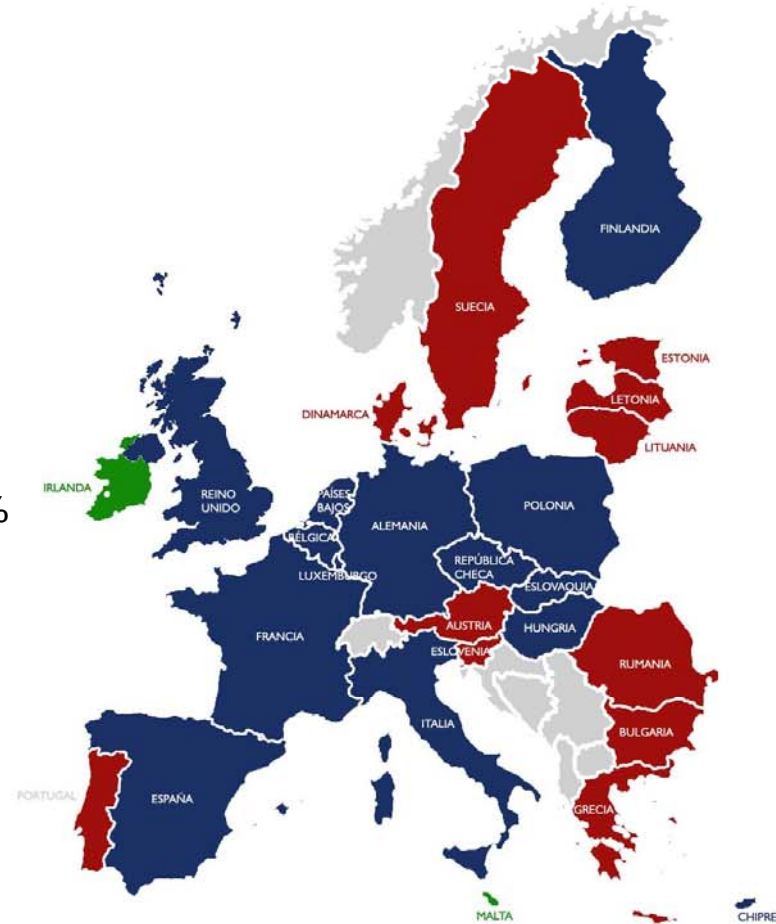 FINLANDIA
SUECIA
ESTONIA
LETONIA
DINAMARCA
LITUANIA
IRLANDA
REINO
UNIDO
PAÍSES
BAJOS
ALEMANIA
POLONIA
%
BÉLGICA
REPÚBLICA
CHECA
LUXEMBURGO
ESLOVAQUIA
AUSTRIA
HUNGRIA
FRANCIA
ESLOVENIA
RUMANIA
ITALIA
BULGARIA
PORTUGAL
ESPAÑA
GRECIA
MALTA
CHIPRE